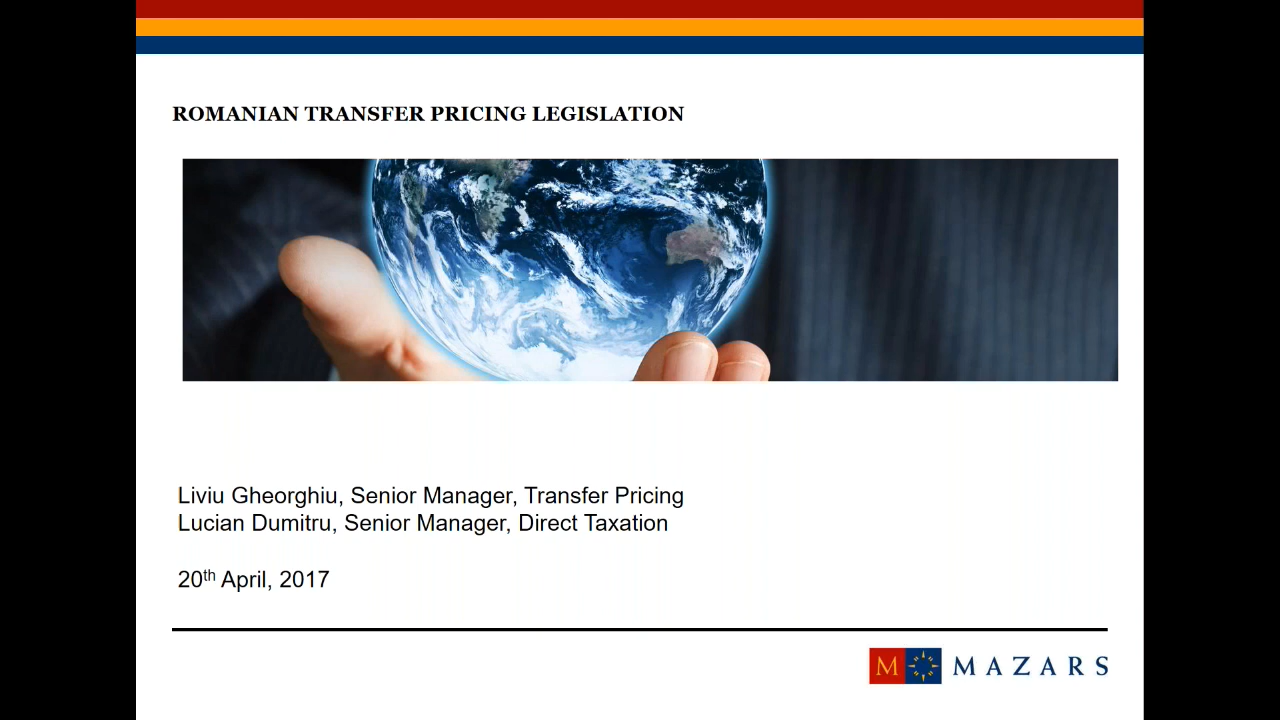 ROMANIAN TRANSFER PRICING LEGISLATION
Liviu Gheorghiu, Senior Manager, Transfer Pricing
Lucian Dumitru, Senior Manager, Direct Taxation
20th April, 2017
M MAZARS